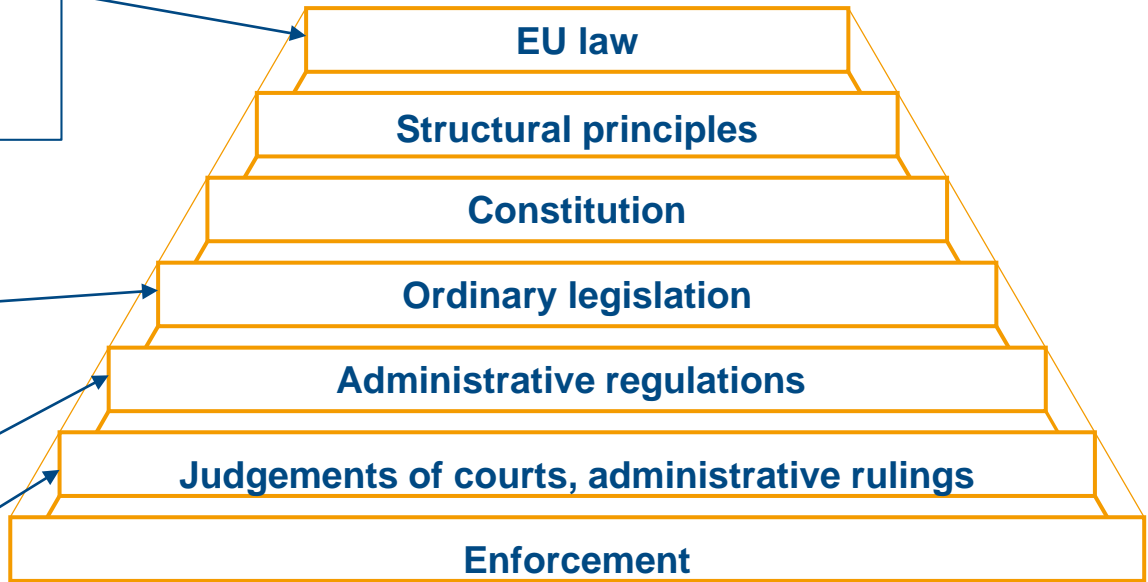 EU law
Structural principles
Constitution
Ordinary legislation
Administrative regulations
Judgements of courts, administrative rulings
Enforcement